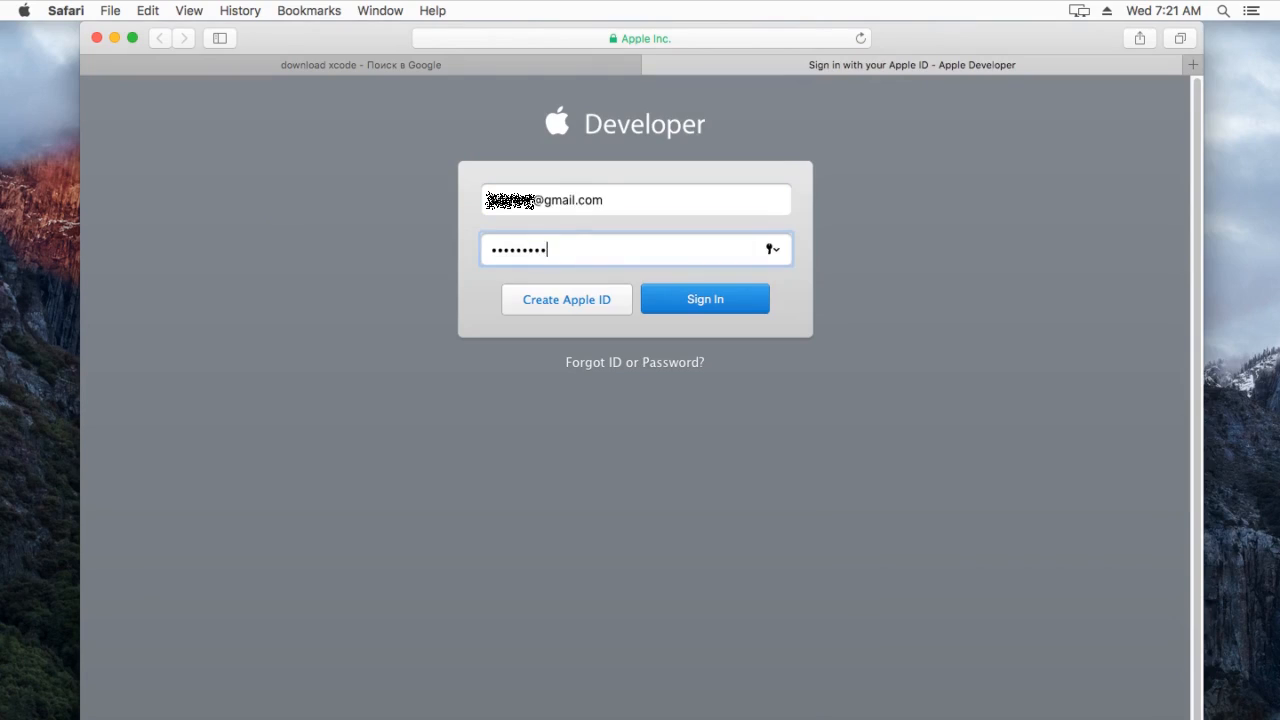 Safari File Edit View History Bookmarks Window Help Wed 7:21 AM
Apple Inc.
download xcode - Поиск в Google Sign in with your Apple ID - Apple Developer
Developer
@gmail.com
Create Apple ID Sign In
Forgot ID or Password?